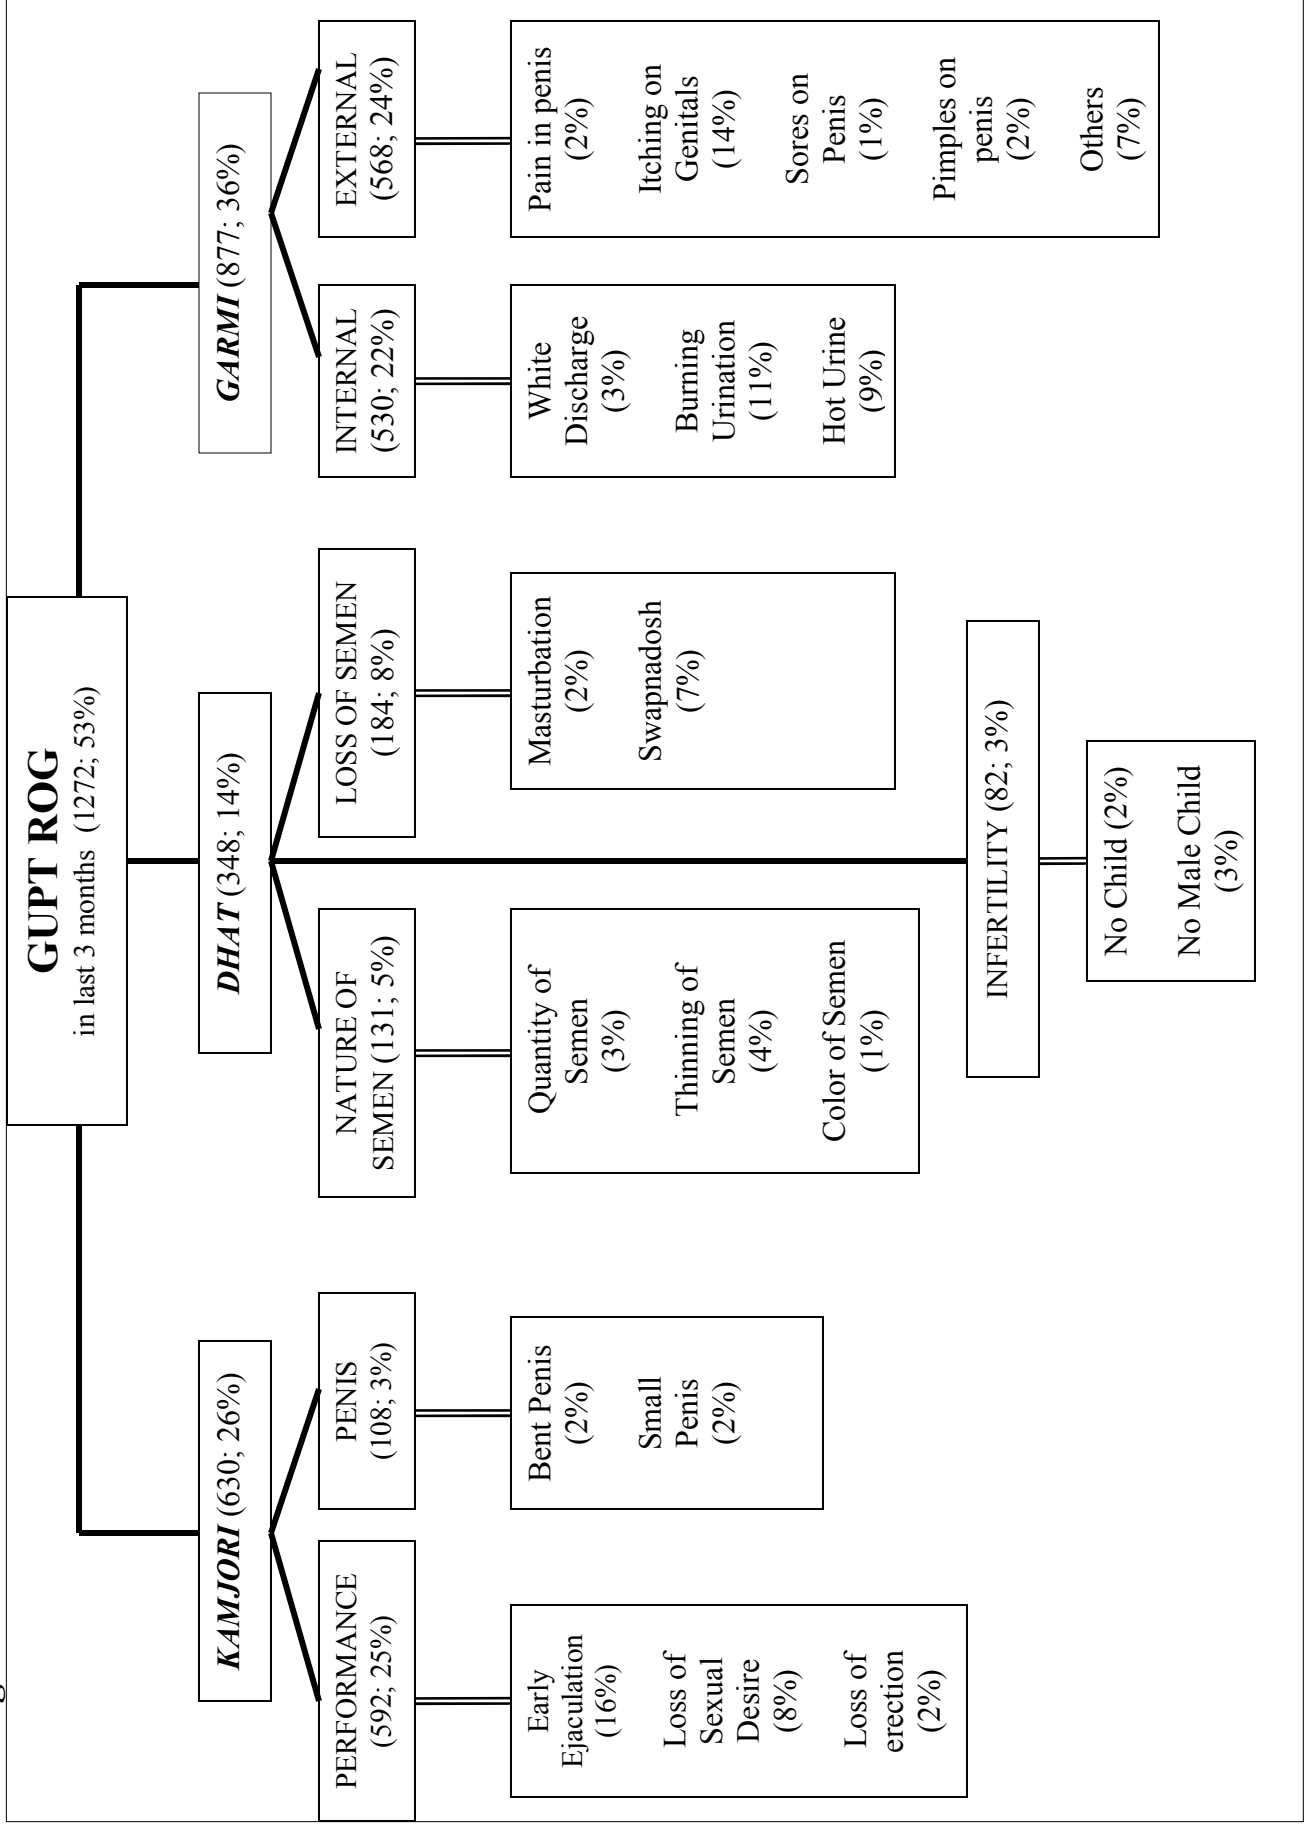 GUPT ROG
in last 3 months (1272; 53%)
KAMJORI (630; 26%)
DHAT (348; 14%)
GARMI (877; 36%)
PERFORMANCE
(592; 25%)
PENIS
(108; 3%)
NATURE OF
SEMEN (131; 5%)
LOSS OF SEMEN
(184; 8%)
INTERNAL
(530; 22%)
EXTERNAL
(568; 24%)
Early
Ejaculation
(16%)
Loss of
Sexual
Desire
(8%)
Loss of
erection
(2%)
Bent Penis
(2%)
Small
Penis
(2%)
Quantity of
Semen
(3%)
Thinning of
Semen
(4%)
Color of Semen
(1%)
Masturbation
(2%)
Swapnadosh
(7%)
White
Discharge
(3%)
Burning
Urination
(11%)
Hot Urine
(9%)
Pain in penis
(2%)
Itching on
Genitals
(14%)
Sores on
Penis
(1%)
Pimples on
penis
(2%)
Others
(7%)
INFERTILITY (82; 3%)
No Child (2%)
No Male Child
(3%)